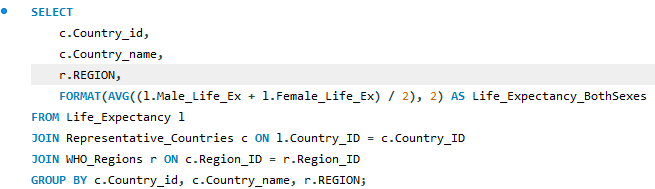 SELECT
c.Country_id,
c.Country_name,
r.REGION,
FORMAT(AVG((l.Male_Life_Ex + l.Female_Life_Ex) / 2), 2) AS Life_Expectancy_BothSexes
FROM Life_Expectancy l
JOIN Representative_Countries c ON l.Country_ID = c.Country_ID
JOIN WHO_Regions r ON c.Region_ID = r.Region_ID
GROUP BY c.Country_id, c.Country_name, r.REGION;